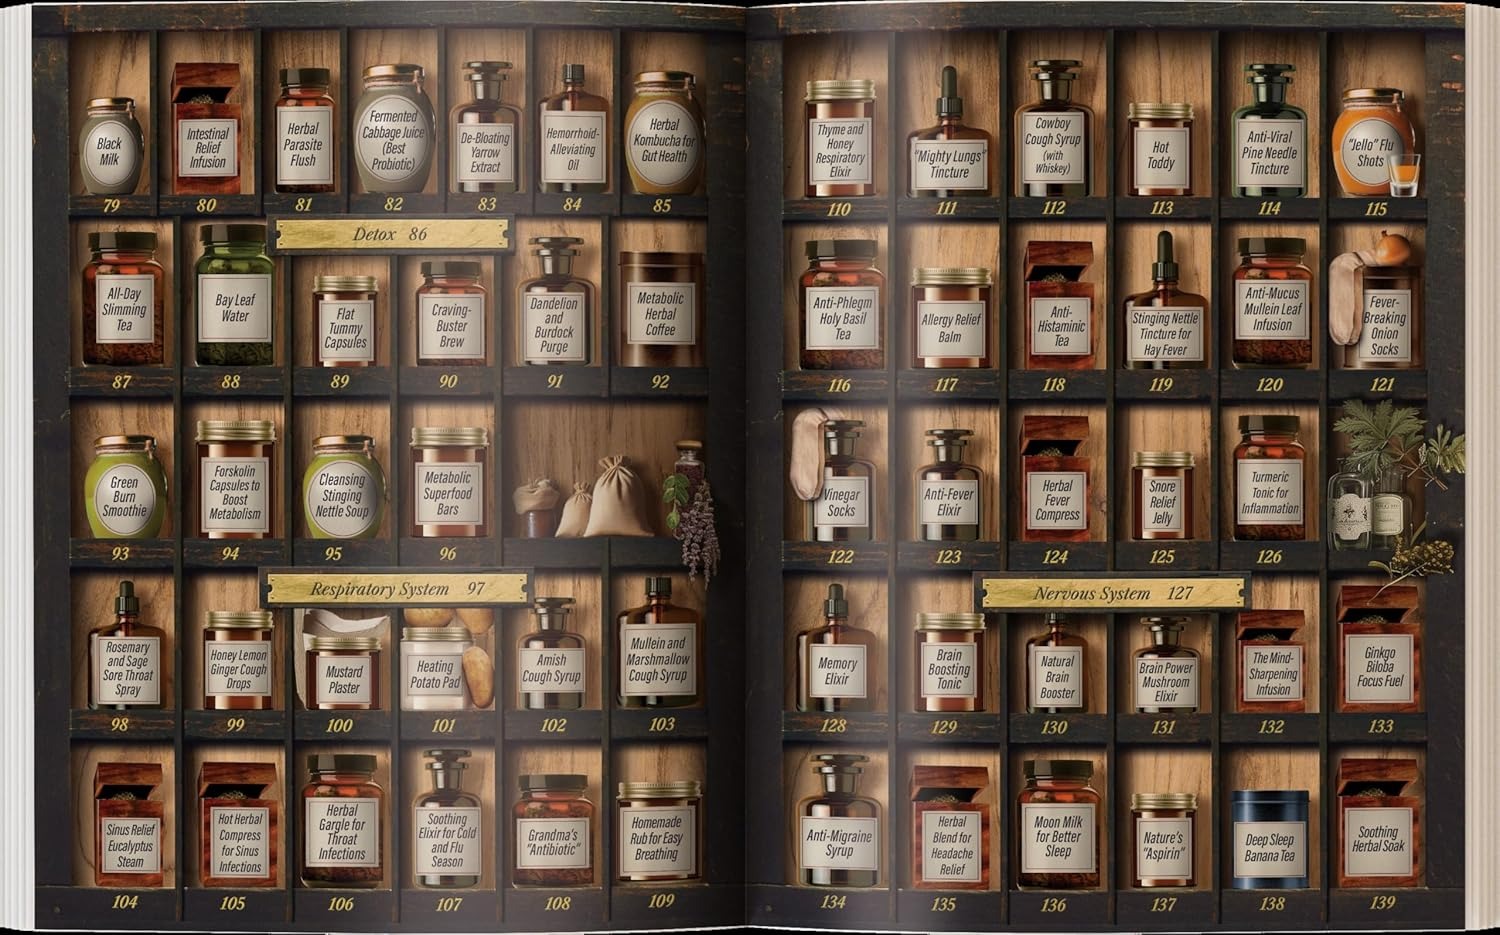 Black
Milk
79
Intestinal
Relief
Infusion
80
Herbal
Parasite
Flush
81
Fermented
Cabbage Juice
(Best
Probiotic)
82
De-Bloating
Yarrow
Extract
83
Hemorrhoid-
Alleviating
Oil
84
Herbal
Kombucha for
Gut Health
85
Detox 86
All-Day
Slimming
Tea
87
Bay Leaf
Water
88
Flat
Tummy
Capsules
89
Craving-
Buster
Brew
90
Dandelion
and
Burdock
Purge
91
Metabolic
Herbal
Coffee
92
Green
Burn
Smoothie
93
Forskolin
Capsules to
Boost
Metabolism
94
Cleansing
Stinging
Nettle Soup
95
Metabolic
Superfood
Bars
96
Respiratory System 97
Rosemary
and Sage
Sore Throat
Spray
98
Honey Lemon
Ginger Cough
Drops
99
Mustard
Plaster
100
Heating
Potato Pad
101
Amish
Cough Syrup
102
Mullein and
Marshmallow
Cough Syrup
103
Sinus Relief
Eucalyptus
Steam
104
Hot Herbal
Compress
for Sinus
Infections
105
Herbal
Gargle for
Throat
Infections
106
Soothing
Elixir for Cold
and Flu
Season
107
Grandma's
"Antibiotic"
108
Homemade
Rub for Easy
Breathing
109
Thyme and
Honey
Respiratory
Elixir
110
"Mighty Lungs"
Tincture
111
Cowboy
Cough Syrup
(with
Whiskey)
112
Hot
Toddy
113
Anti-Viral
Pine Needle
Tincture
114
"Jello" Flu
Shots
115
Anti-Phlegm
Holy Basil
Tea
116
Allergy Relief
Balm
117
Anti-
Histaminic
Tea
118
Stinging Nettle
Tincture for
Hay Fever
119
Anti-Mucus
Mullein Leaf
Infusion
120
Fever-
Breaking
Onion
Socks
121
Vinegar
Socks
122
Anti-Fever
Elixir
123
Herbal
Fever
Compress
124
Snore
Relief
Jelly
125
Turmeric
Tonic for
Inflammation
126
Nervous System 127
Memory
Elixir
128
Brain
Boosting
Tonic
129
Natural
Brain
Booster
130
Brain Power
Mushroom
Elixir
131
The Mind-
Sharpening
Infusion
132
Ginkgo
Biloba
Focus Fuel
133
Anti-Migraine
Syrup
134
Herbal
Blend for
Headache
Relief
135
Moon Milk
for Better
Sleep
136
Nature's
"Aspirin"
137
Deep Sleep
Banana Tea
138
Soothing
Herbal Soak
139